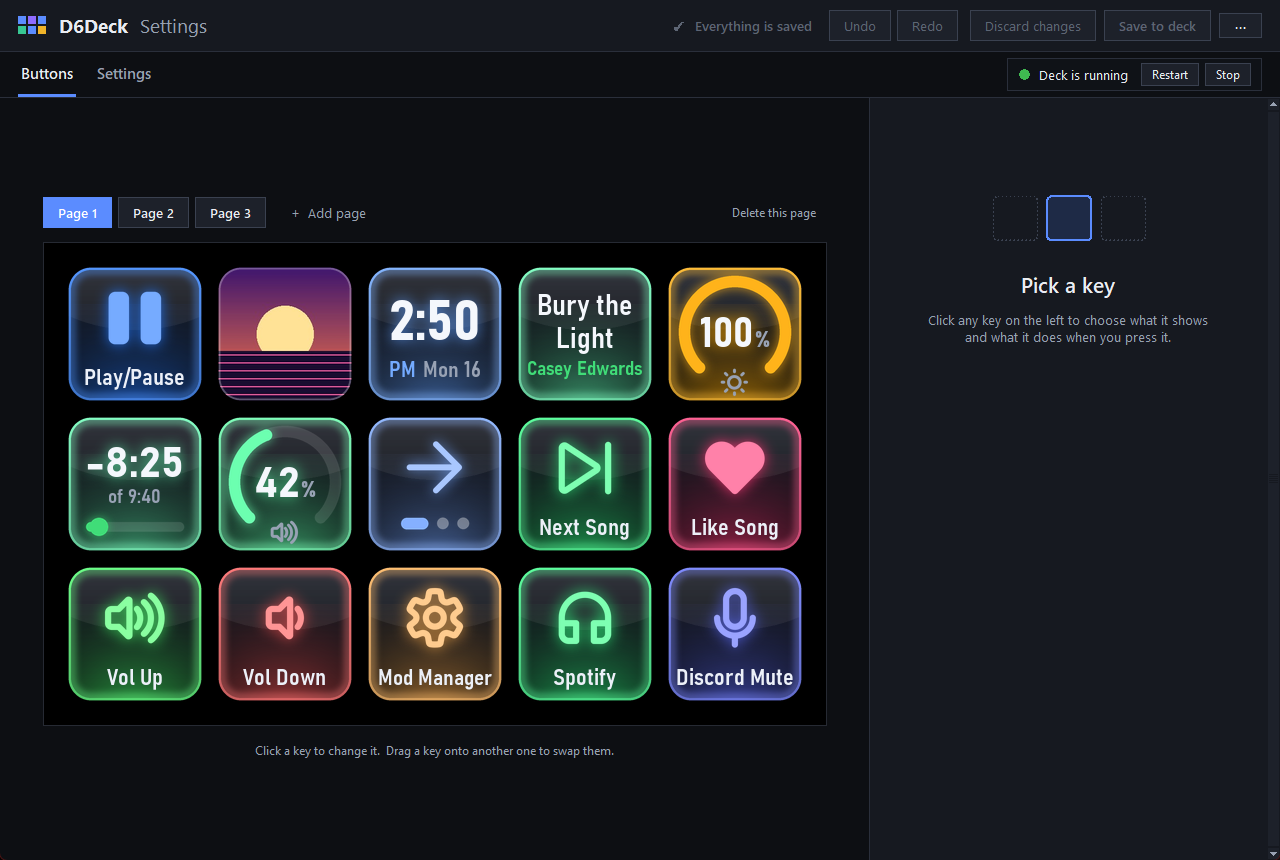 D6Deck Settings
✓ Everything is saved
Undo
Redo
Discard changes
Save to deck
...
Buttons
Settings
Deck is running
Restart
Stop
Page 1
Page 2
Page 3
+ Add page
Delete this page
Play/Pause
2:50
PM Mon 16
Bury the
Light
Casey Edwards
100%
-8:25
of 9:40
42%
Next Song
Like Song
Vol Up
Vol Down
Mod Manager
Spotify
Discord Mute
Click a key to change it. Drag a key onto another one to swap them.
Pick a key
Click any key on the left to choose what it shows
and what it does when you press it.